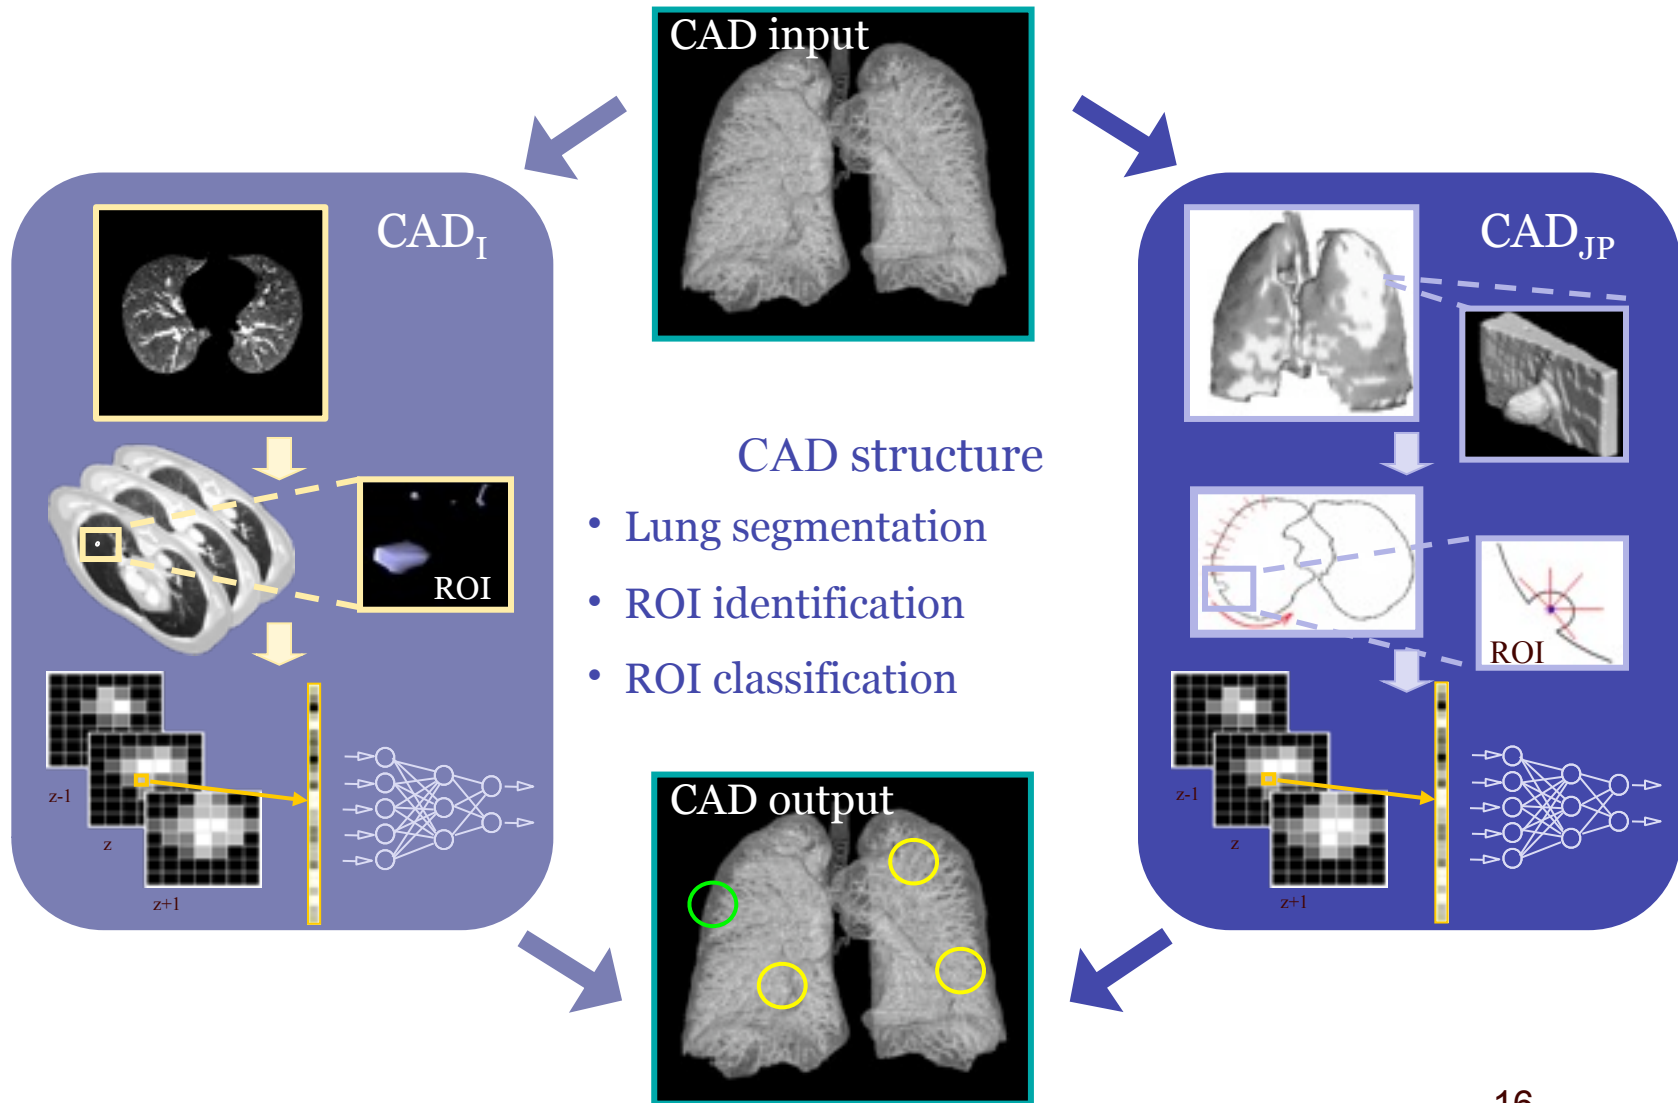 CAD input
CAD_I
ROI
z-1
z
z+1
CAD structure
• Lung segmentation
• ROI identification
• ROI classification
CAD_JP
ROI
z-1
z
z+1
CAD output
16